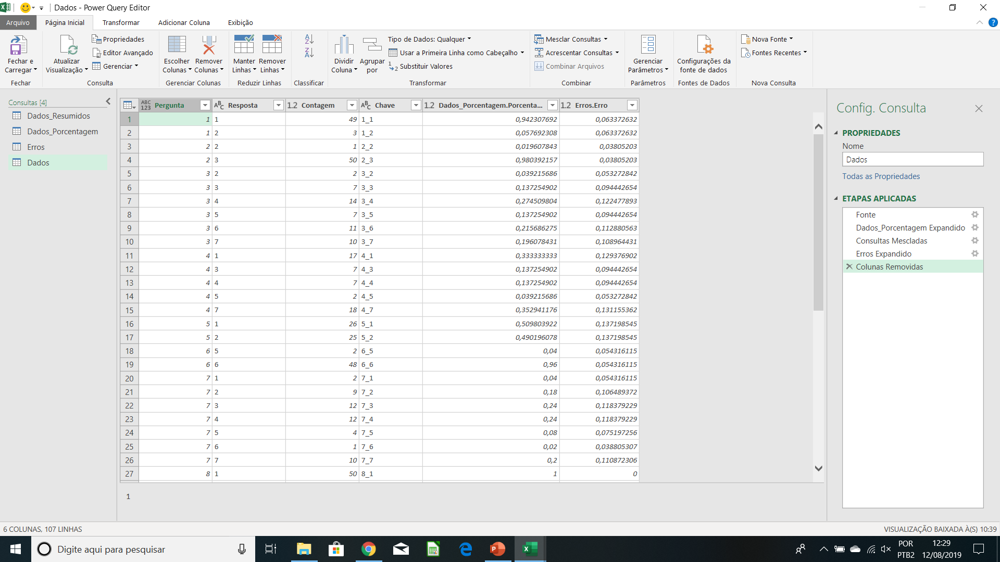 Dados - Power Query Editor
Arquivo Página Inicial Transformar Adicionar Coluna Exibição
Fechar e Carregar
Fechar
Atualizar Visualização
Propriedades
Editor Avançado
Gerenciar
Consulta
Escolher Colunas
Remover Colunas
Gerenciar Colunas
Manter Linhas
Remover Linhas
Reduzir Linhas
Classificar
Dividir Coluna
Agrupar por
Tipo de Dados: Qualquer
Usar a Primeira Linha como Cabeçalho
Substituir Valores
Transformar
Mesclar Consultas
Acrescentar Consultas
Combinar Arquivos
Combinar
Gerenciar Parâmetros
Parâmetros
Configurações da fonte de dados
Fontes de Dados
Nova Fonte
Fontes Recentes
Nova Consulta
Consultas [4]
Dados_Resumidos
Dados_Porcentagem
Erros
Dados
ABC 123 Pergunta ABC Resposta 1.2 Contagem ABC Chave 1.2 Dados_Porcentagem.Porcenta... 1.2 Erros.Erro
1 1 1 49 1_1 0,942307692 0,063372632
2 1 2 3 1_2 0,057692308 0,063372632
3 2 2 1 2_2 0,019607843 0,03805203
4 2 3 50 2_3 0,980392157 0,03805203
5 3 2 2 3_2 0,039215686 0,053272842
6 3 3 7 3_3 0,137254902 0,094442654
7 3 4 14 3_4 0,274509804 0,122477893
8 3 5 7 3_5 0,137254902 0,094442654
9 3 6 11 3_6 0,215686275 0,112880563
10 3 7 10 3_7 0,196078431 0,108964431
11 4 1 17 4_1 0,333333333 0,129376902
12 4 3 7 4_3 0,137254902 0,094442654
13 4 4 7 4_4 0,137254902 0,094442654
14 4 5 2 4_5 0,039215686 0,053272842
15 4 7 18 4_7 0,352941176 0,131155362
16 5 1 26 5_1 0,509803922 0,137198545
17 5 2 25 5_2 0,490196078 0,137198545
18 6 5 2 6_5 0,04 0,054316115
19 6 6 48 6_6 0,96 0,054316115
20 7 1 2 7_1 0,04 0,054316115
21 7 2 9 7_2 0,18 0,106489372
22 7 3 12 7_3 0,24 0,118379229
23 7 4 12 7_4 0,24 0,118379229
24 7 5 4 7_5 0,08 0,075197256
25 7 6 1 7_6 0,02 0,038805307
26 7 7 10 7_7 0,2 0,110872306
27 8 1 50 8_1 1 0
1
Config. Consulta
PROPRIEDADES
Nome
Dados
Todas as Propriedades
ETAPAS APLICADAS
Fonte
Dados_Porcentagem Expandido
Consultas Mescladas
Erros Expandido
Colunas Removidas
6 COLUNAS, 107 LINHAS
VISUALIZAÇÃO BAIXADA À(S) 10:39
Digite aqui para pesquisar
POR
PTB2
12:29
12/08/2019